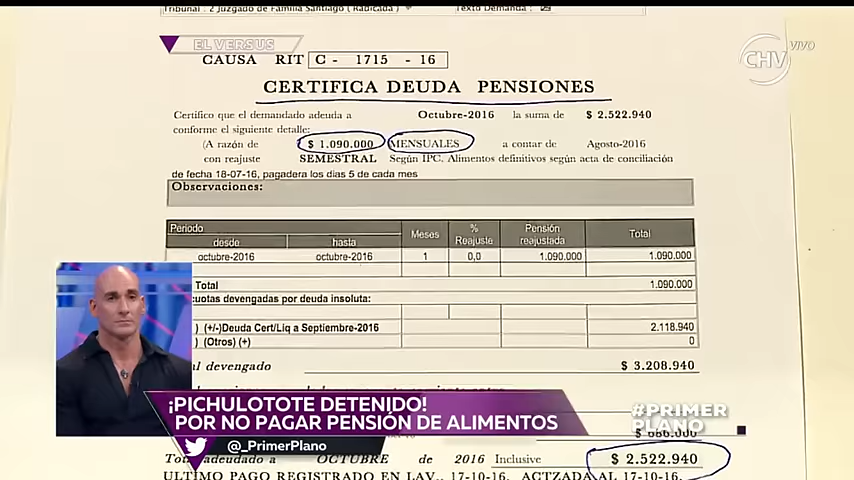 Tribunal : 2 Juzgado de Familia Santiago ( Radicada )
Texto Demanda :
EL VERSUS
CHV VIVO
CAUSA RIT C - 1715 - 16
CERTIFICA DEUDA PENSIONES
Certifico que el demandado adeuda a Octubre-2016 la suma de $ 2.522.940
conforme el siguiente detalle:
(A razón de $ 1.090.000 MENSUALES a contar de Agosto-2016
con reajuste SEMESTRAL Según IPC. Alimentos definitivos según acta de conciliación
de fecha 18-07-16, pagadera los dias 5 de cada mes
Observaciones:
Periodo Meses % Reajuste Pensión reajustada Total
desde hasta
octubre-2016 octubre-2016 1 0,0 1.090.000 1.090.000
Total 1.090.000
cuotas devengadas por deuda insoluta:
) (+/-)Deuda Cert/Liq a Septiembre-2016 2.118.940
) (Otros) (+) 0
al devengado $ 3.208.940
¡PICHULOTOTE DETENIDO!
POR NO PAGAR PENSIÓN DE ALIMENTOS
#PRIMER
PLANO
@_PrimerPlano
$ 686.000
adeudado a OCTUBRE de 2016 Inclusive $ 2.522.940
ULTIMO PAGO REGISTRADO EN LAV., 17-10-16. ACTZADA AL 17-10-16.